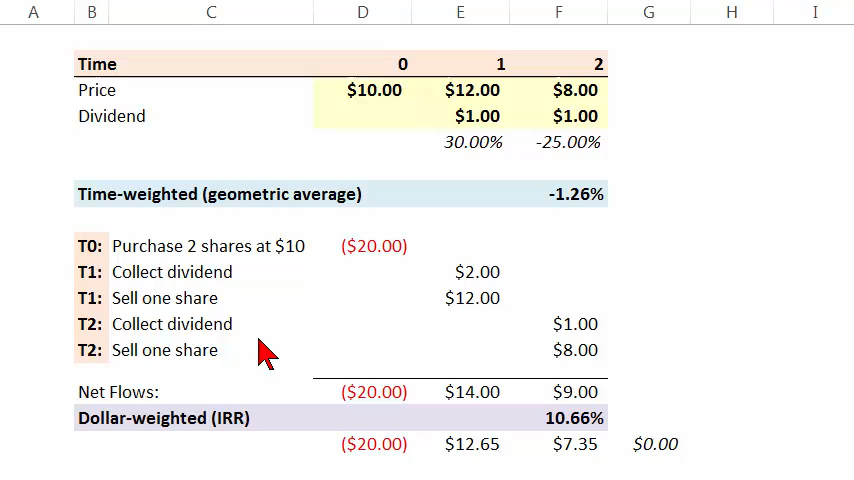 A B C D E F G H I
Time 0 1 2
Price $10.00 $12.00 $8.00
Dividend $1.00 $1.00
30.00% -25.00%
Time-weighted (geometric average) -1.26%
T0: Purchase 2 shares at $10 ($20.00)
T1: Collect dividend $2.00
T1: Sell one share $12.00
T2: Collect dividend $1.00
T2: Sell one share $8.00
Net Flows: ($20.00) $14.00 $9.00
Dollar-weighted (IRR) 10.66%
($20.00) $12.65 $7.35 $0.00